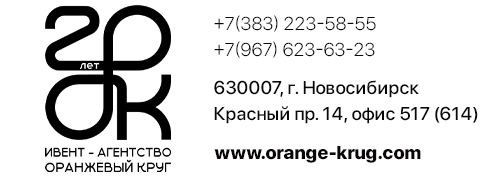 20 лет
ОК
ИВЕНТ - АГЕНТСТВО
ОРАНЖЕВЫЙ КРУГ
+7(383) 223-58-55
+7(967) 623-63-23
630007, г. Новосибирск
Красный пр. 14, офис 517 (614)
www.orange-krug.com